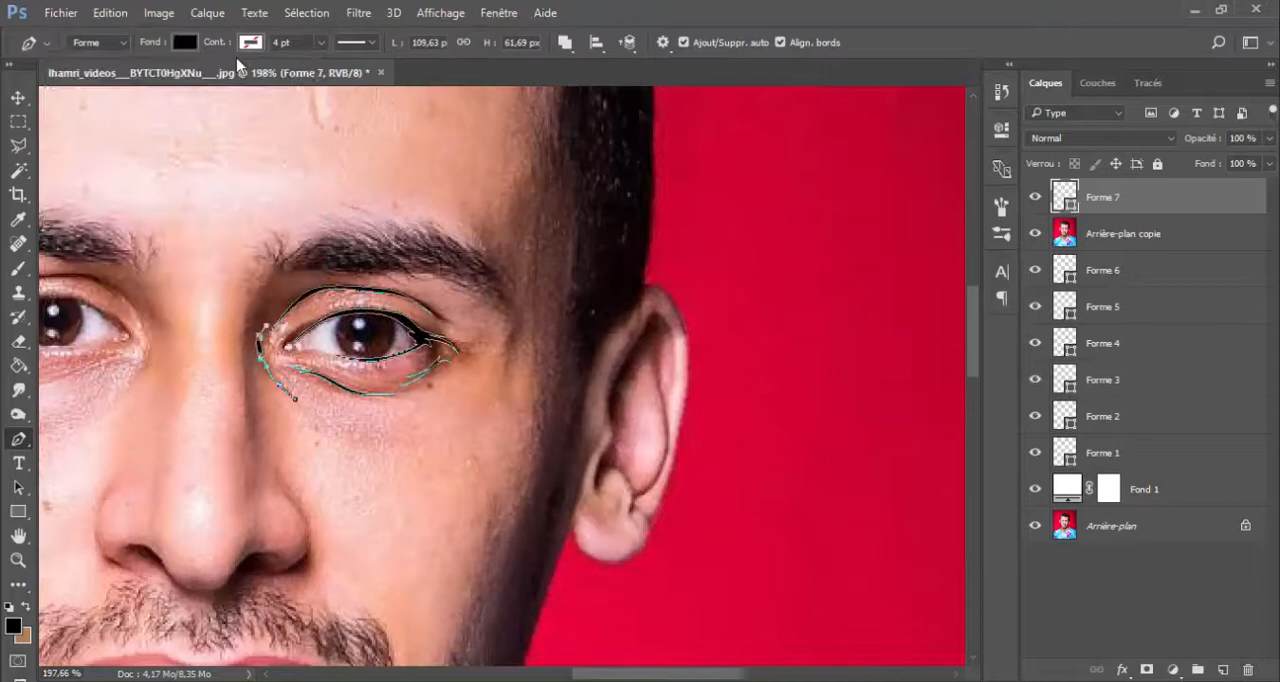 Ps Fichier Edition Image Calque Texte Sélection Filtre 3D Affichage Fenêtre Aide
Forme Fond : Cont. : 4 pt L : 109,63 p H : 61,69 px Ajout/Suppr. auto Align. bords
lhamri_videos__BYTCT0HgXNu__.jpg @ 198% (Forme 7, RVB/8) * ×
Calques Couches Tracés
Type
Normal Opacité : 100 %
Verrou : Fond : 100 %
Forme 7
Arrière-plan copie
Forme 6
Forme 5
Forme 4
Forme 3
Forme 2
Forme 1
Fond 1
Arrière-plan
197,66 % Doc : 4,17 Mo/8,35 Mo